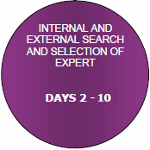 INTERNAL AND
EXTERNAL SEARCH
AND SELECTION OF
EXPERT
DAYS 2 - 10